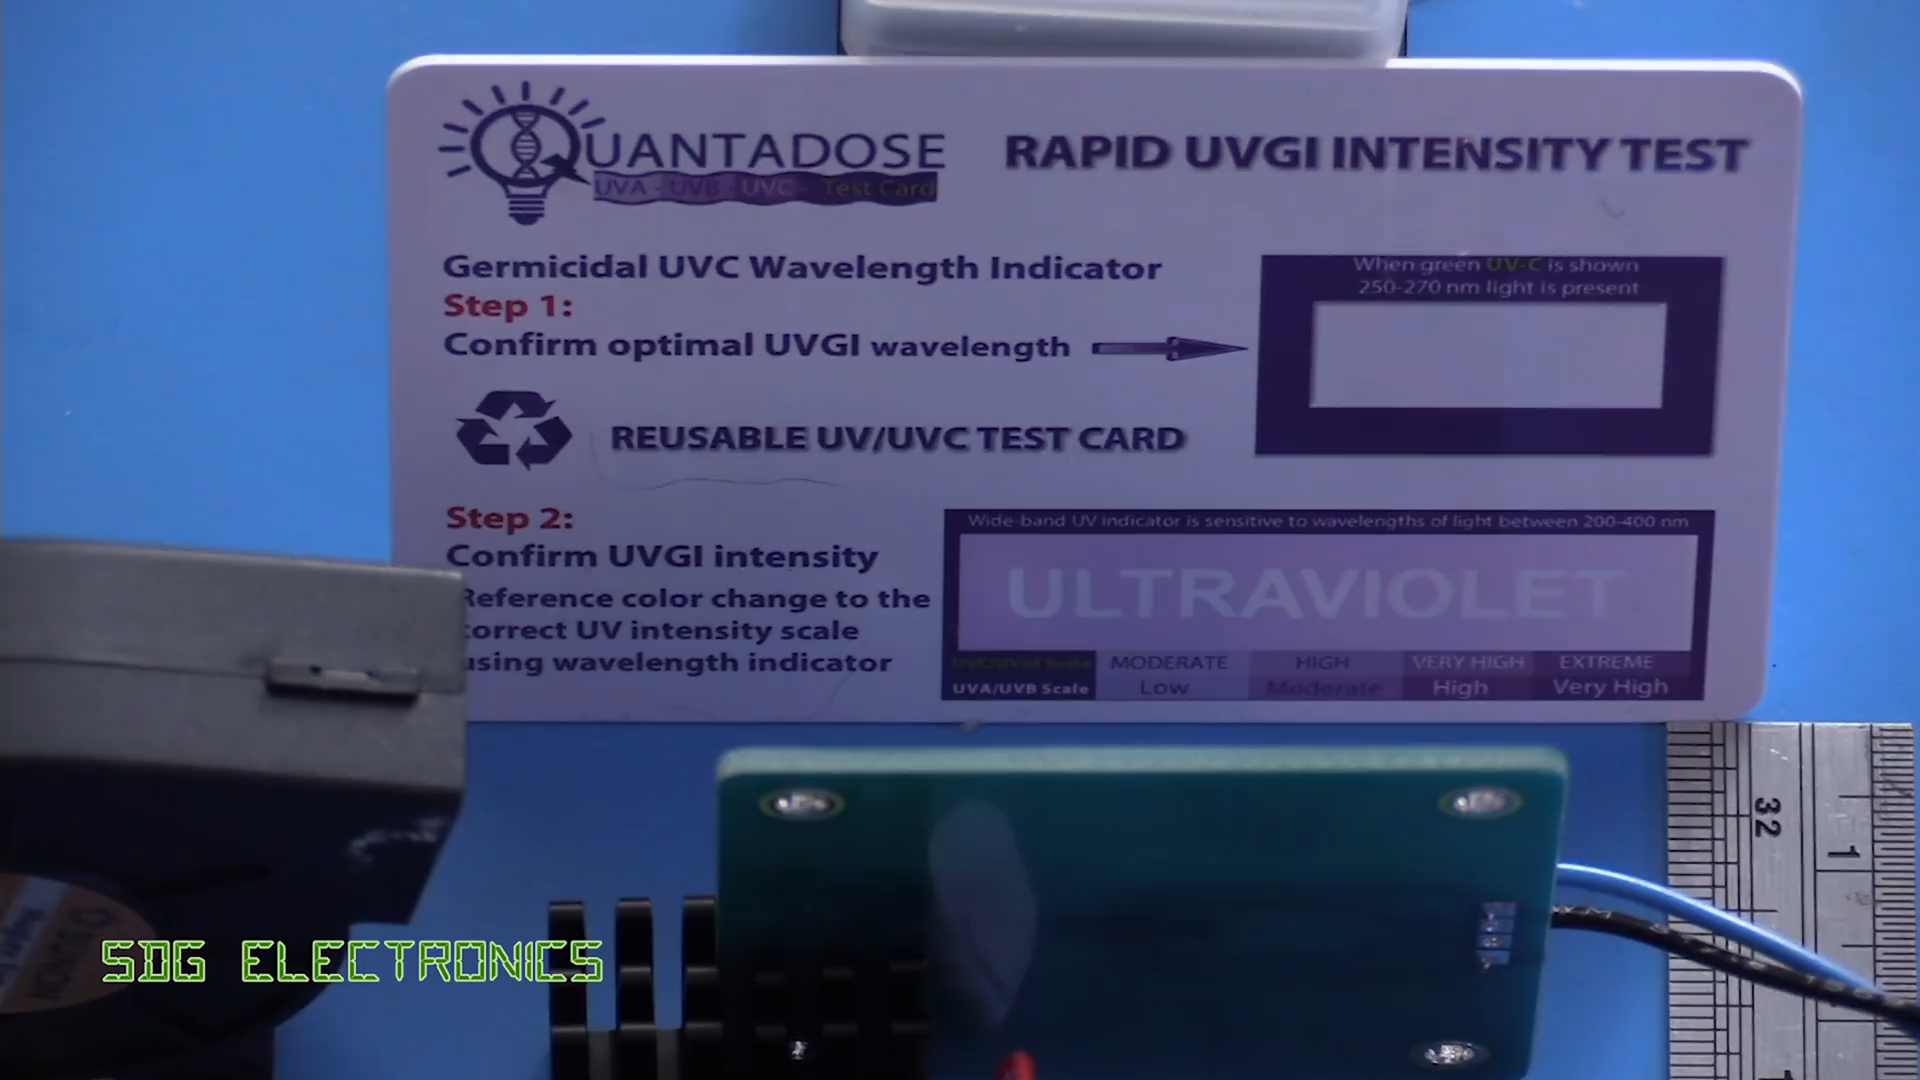 QUANTADOSE
UVA - UVB - UVC - Test Card
RAPID UVGI INTENSITY TEST
Germicidal UVC Wavelength Indicator
Step 1:
Confirm optimal UVGI wavelength
When green UV-C is shown
250-270 nm light is present
REUSABLE UV/UVC TEST CARD
Step 2:
Confirm UVGI intensity
Reference color change to the
correct UV intensity scale
using wavelength indicator
Wide-band UV indicator is sensitive to wavelengths of light between 200-400 nm
ULTRAVIOLET
MODERATE HIGH VERY HIGH EXTREME
UVA/UVB Scale Low Moderate High Very High
32
1
SUNON
SDG ELECTRONICS